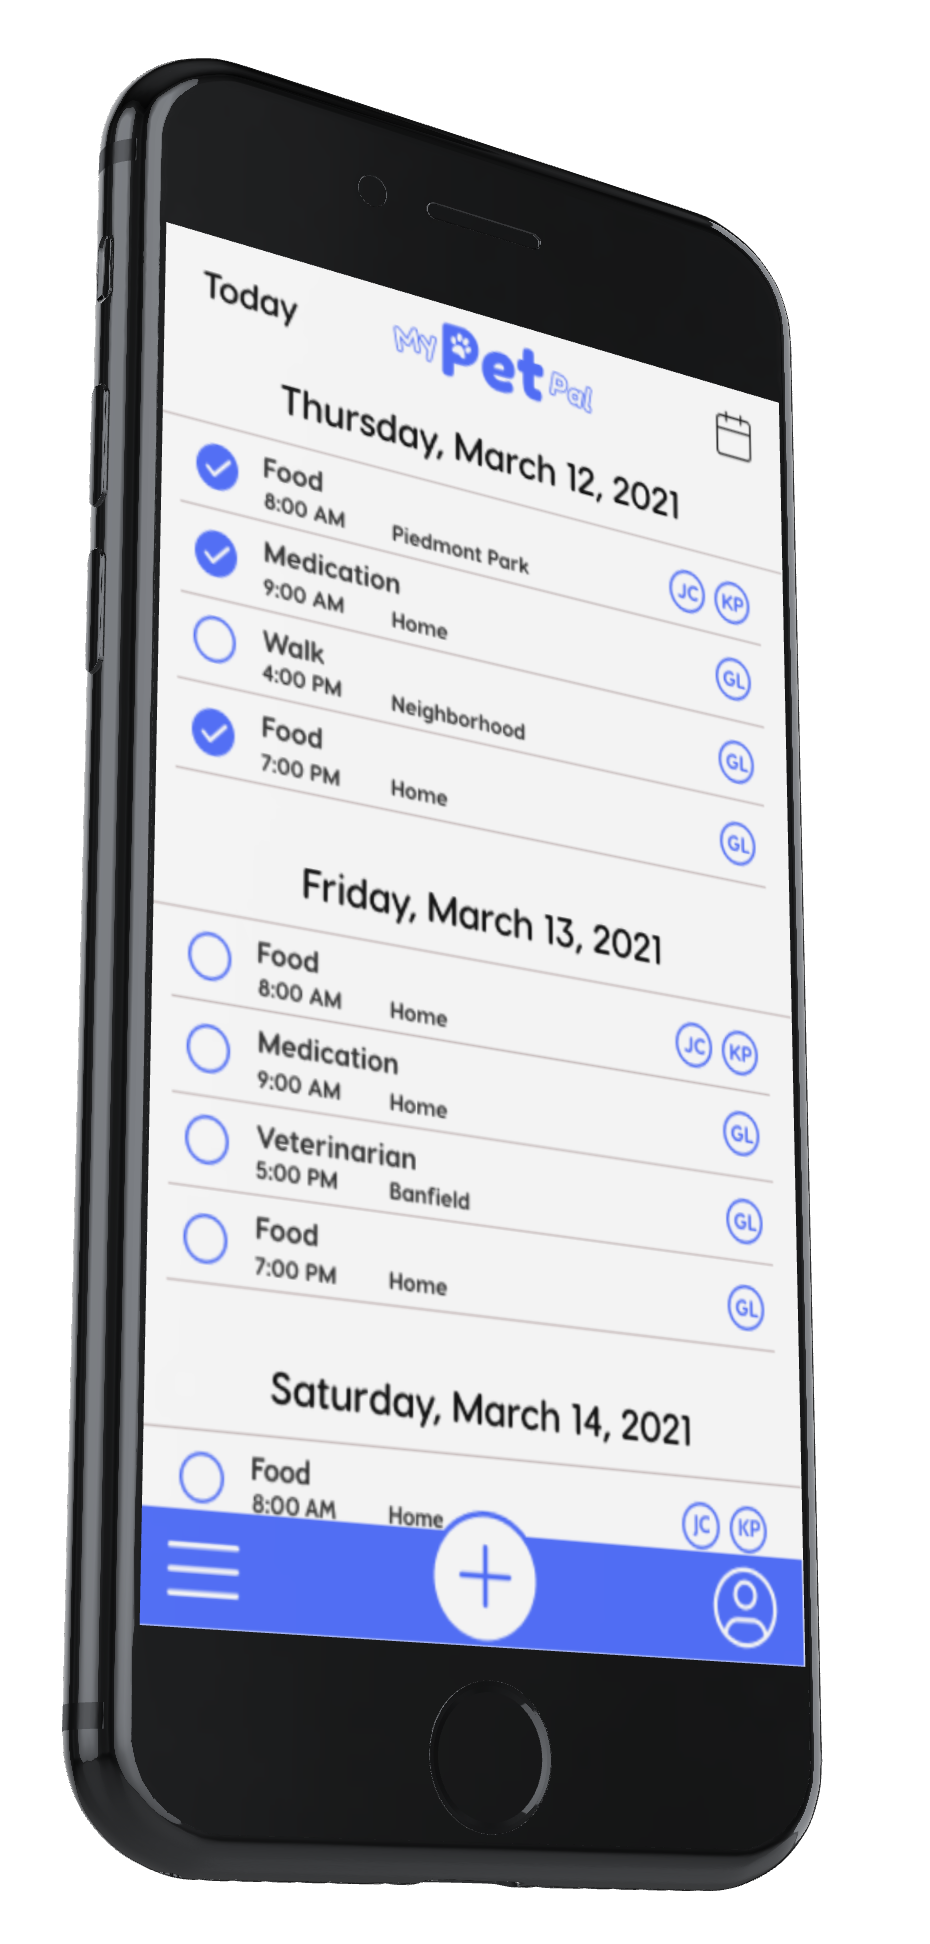 Today
My Pet Pal
Thursday, March 12, 2021
Food
8:00 AM Piedmont Park JC KP
Medication
9:00 AM Home GL
Walk
4:00 PM Neighborhood GL
Food
7:00 PM Home GL
Friday, March 13, 2021
Food
8:00 AM Home JC KP
Medication
9:00 AM Home GL
Veterinarian
5:00 PM Banfield GL
Food
7:00 PM Home GL
Saturday, March 14, 2021
Food
8:00 AM Home JC KP